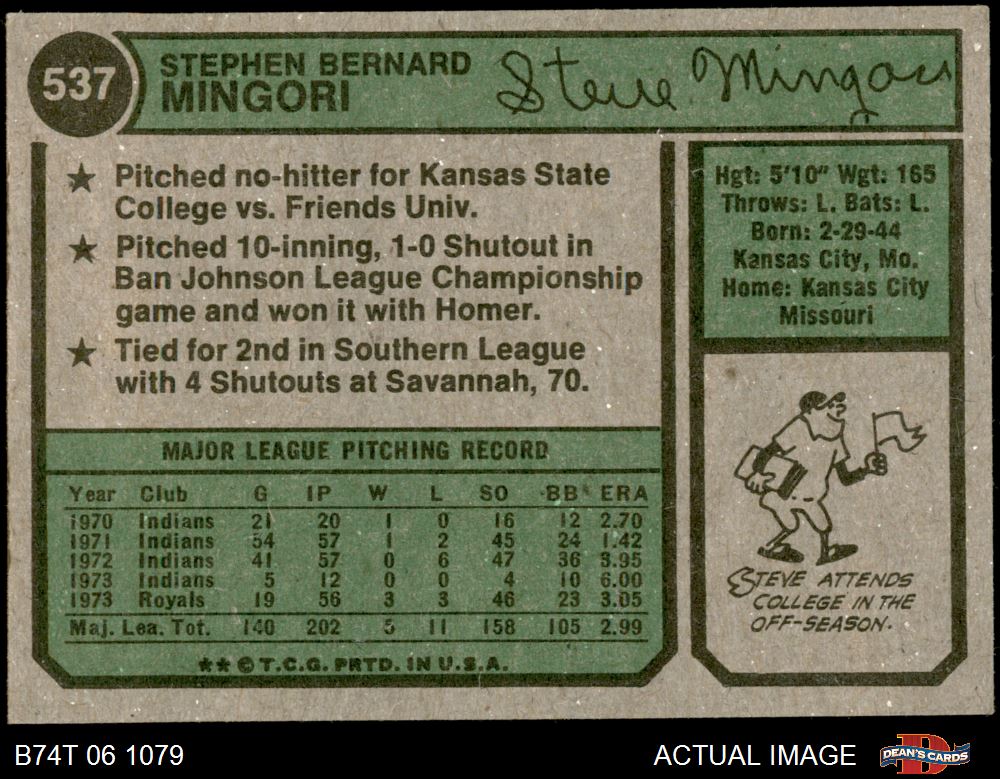 537
STEPHEN BERNARD
MINGORI
Steve Mingori
★ Pitched no-hitter for Kansas State
College vs. Friends Univ.
★ Pitched 10-inning, 1-0 Shutout in
Ban Johnson League Championship
game and won it with Homer.
★ Tied for 2nd in Southern League
with 4 Shutouts at Savannah, 70.
Hgt: 5'10" Wgt: 165
Throws: L. Bats: L.
Born: 2-29-44
Kansas City, Mo.
Home: Kansas City
Missouri
MAJOR LEAGUE PITCHING RECORD
Year Club G IP W L SO BB ERA
1970 Indians 21 20 1 0 16 12 2.70
1971 Indians 54 57 1 2 45 24 1.42
1972 Indians 41 57 0 6 47 36 3.95
1973 Indians 5 12 0 0 4 10 6.00
1973 Royals 19 56 3 3 46 23 3.05
Maj. Lea. Tot. 140 202 5 11 158 105 2.99
**©T.C.G. PRTD. IN U.S.A.
STEVE ATTENDS
COLLEGE IN THE
OFF-SEASON.
B74T 06 1079
ACTUAL IMAGE
DEAN'S CARDS